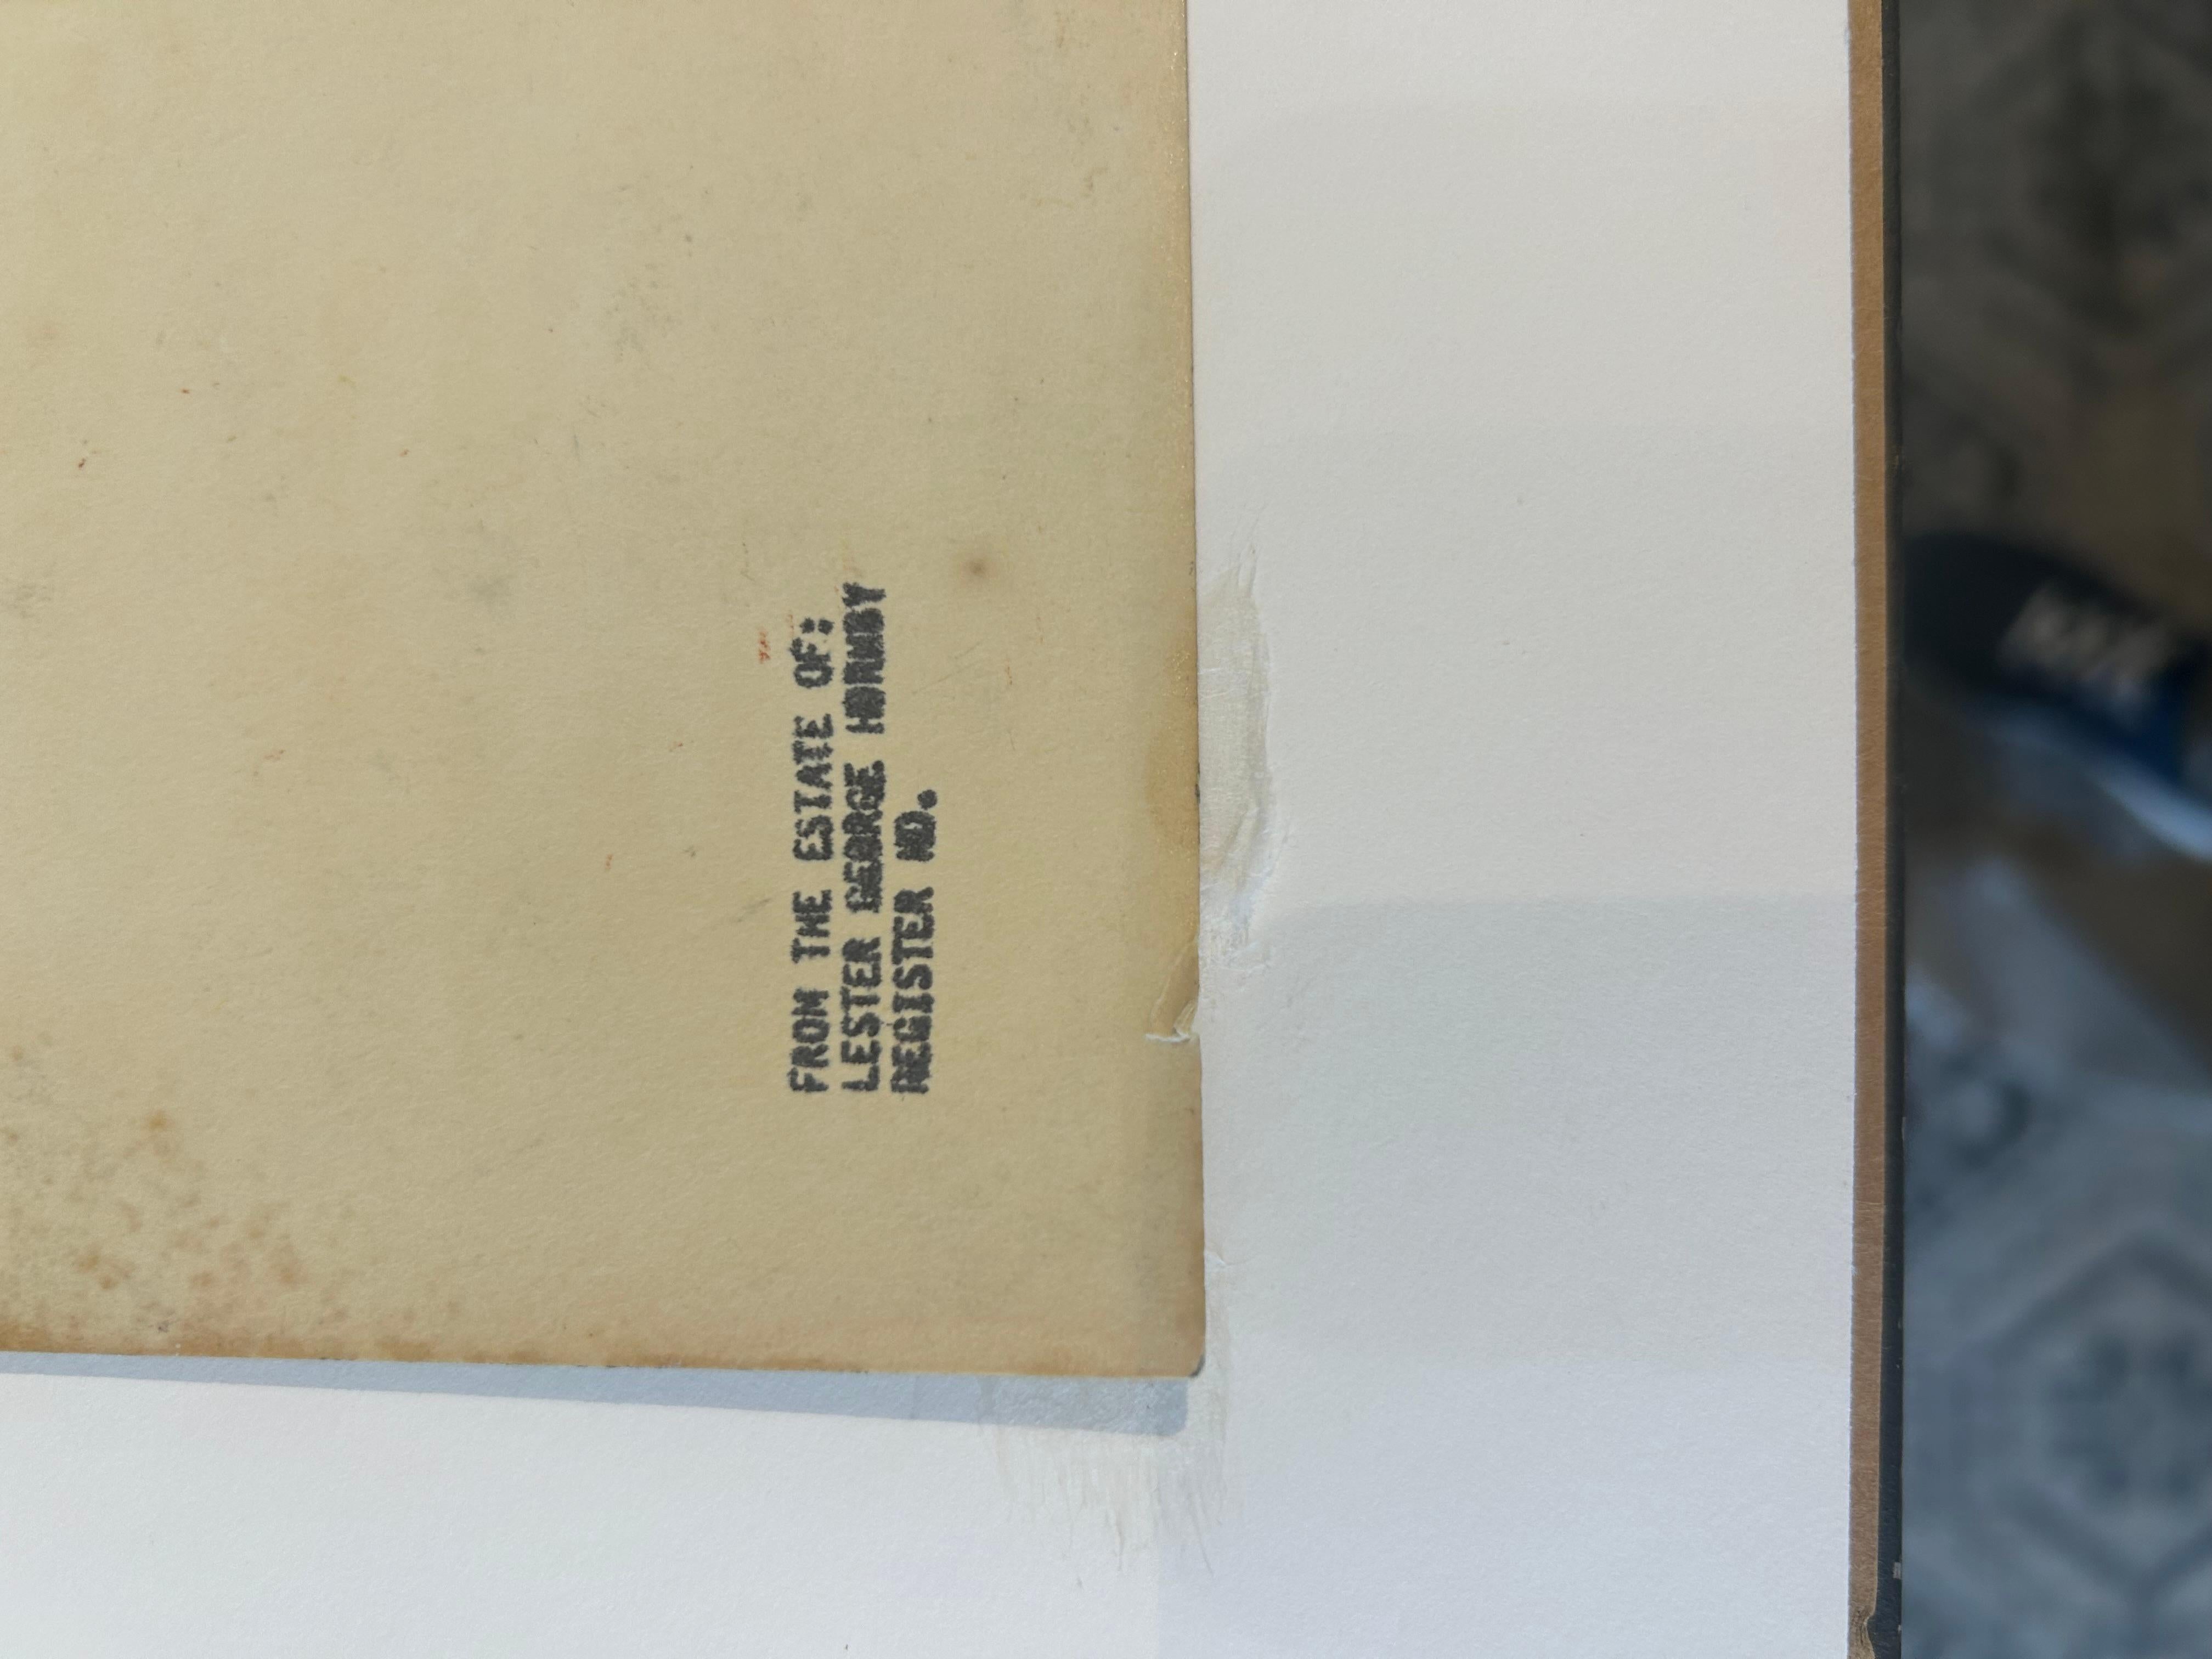 FROM THE ESTATE OF:
LESTER GEORGE HORNBY
REGISTER NO.